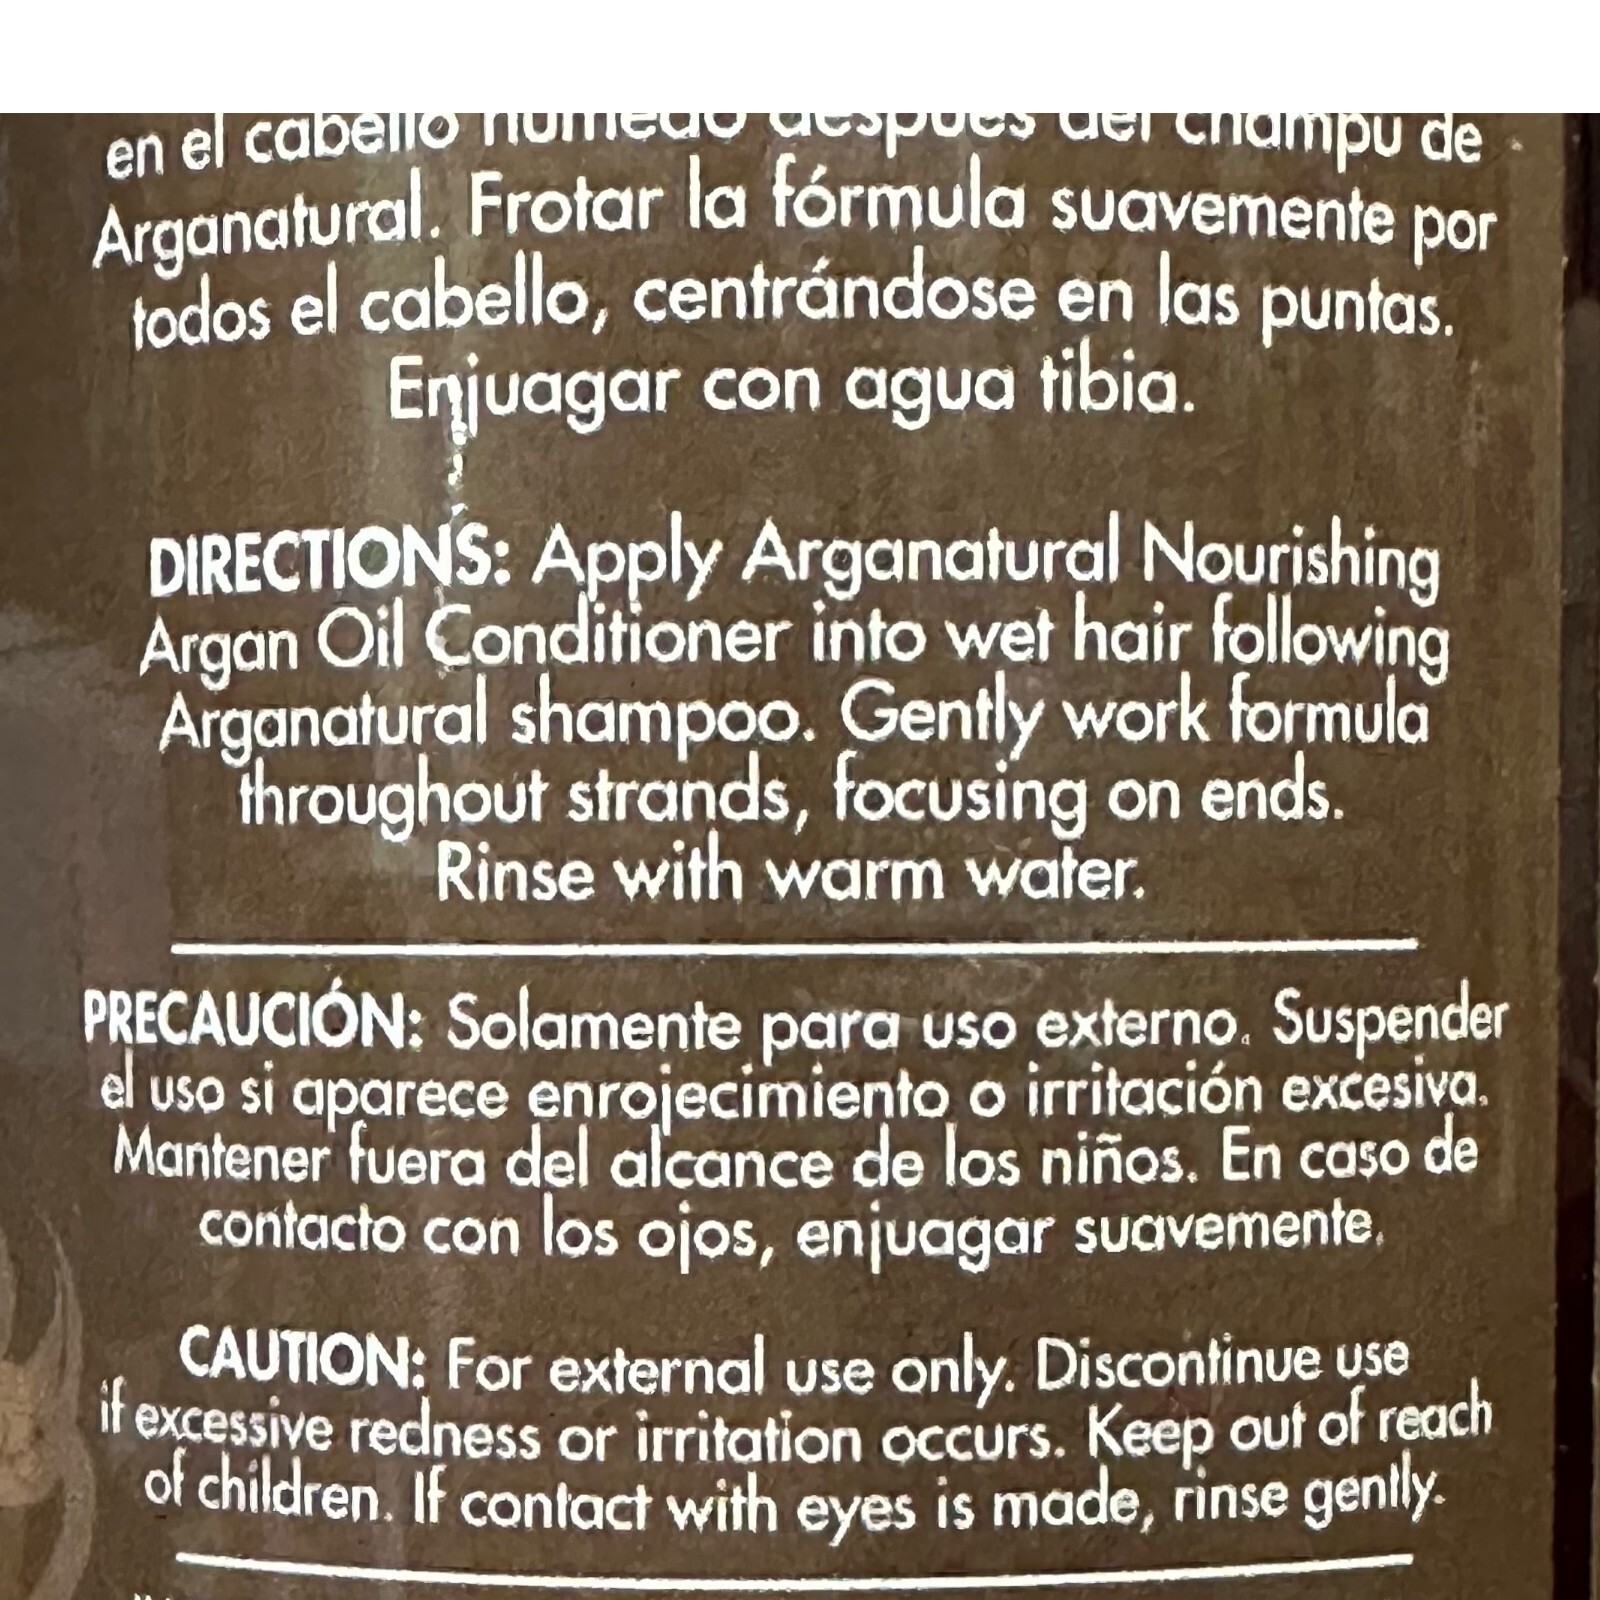 en el cabello húmedo después del champú de
Arganatural. Frotar la fórmula suavemente por
todos el cabello, centrándose en las puntas.
Enjuagar con agua tibia.
DIRECTIONS: Apply Arganatural Nourishing
Argan Oil Conditioner into wet hair following
Arganatural shampoo. Gently work formula
throughout strands, focusing on ends.
Rinse with warm water.
PRECAUCIÓN: Solamente para uso externo. Suspender
el uso si aparece enrojecimiento o irritación excesiva.
Mantener fuera del alcance de los niños. En caso de
contacto con los ojos, enjuagar suavemente.
CAUTION: For external use only. Discontinue use
if excessive redness or irritation occurs. Keep out of reach
of children. If contact with eyes is made, rinse gently.